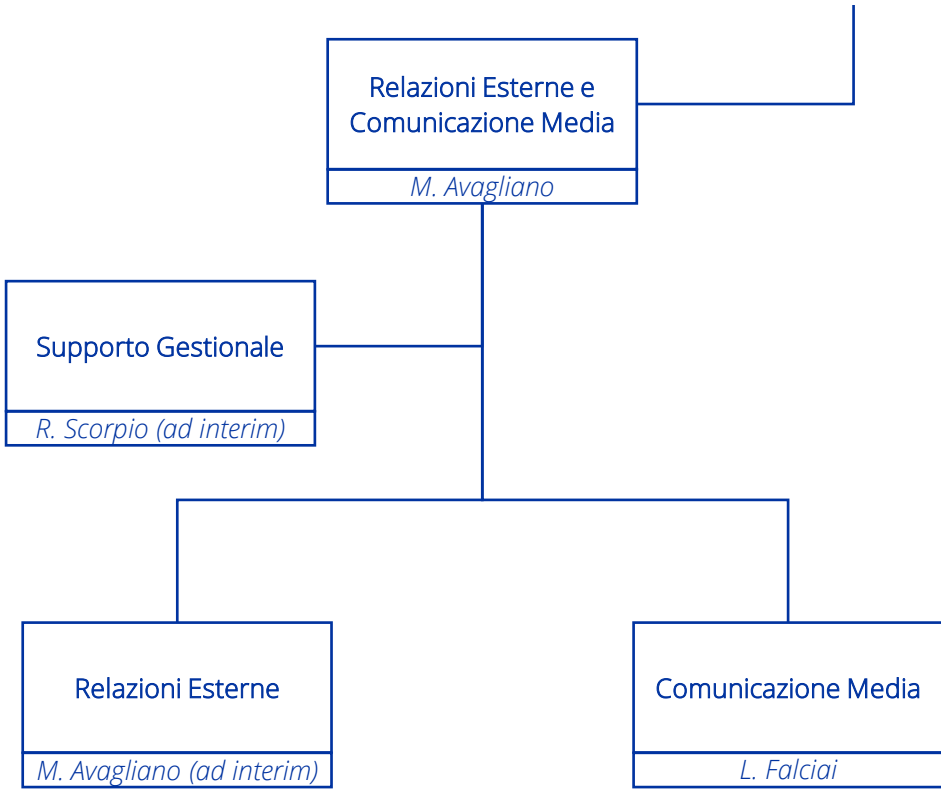 Relazioni Esterne e
Comunicazione Media
M. Avagliano
Supporto Gestionale
R. Scorpio (ad interim)
Relazioni Esterne
M. Avagliano (ad interim)
Comunicazione Media
L. Falciai